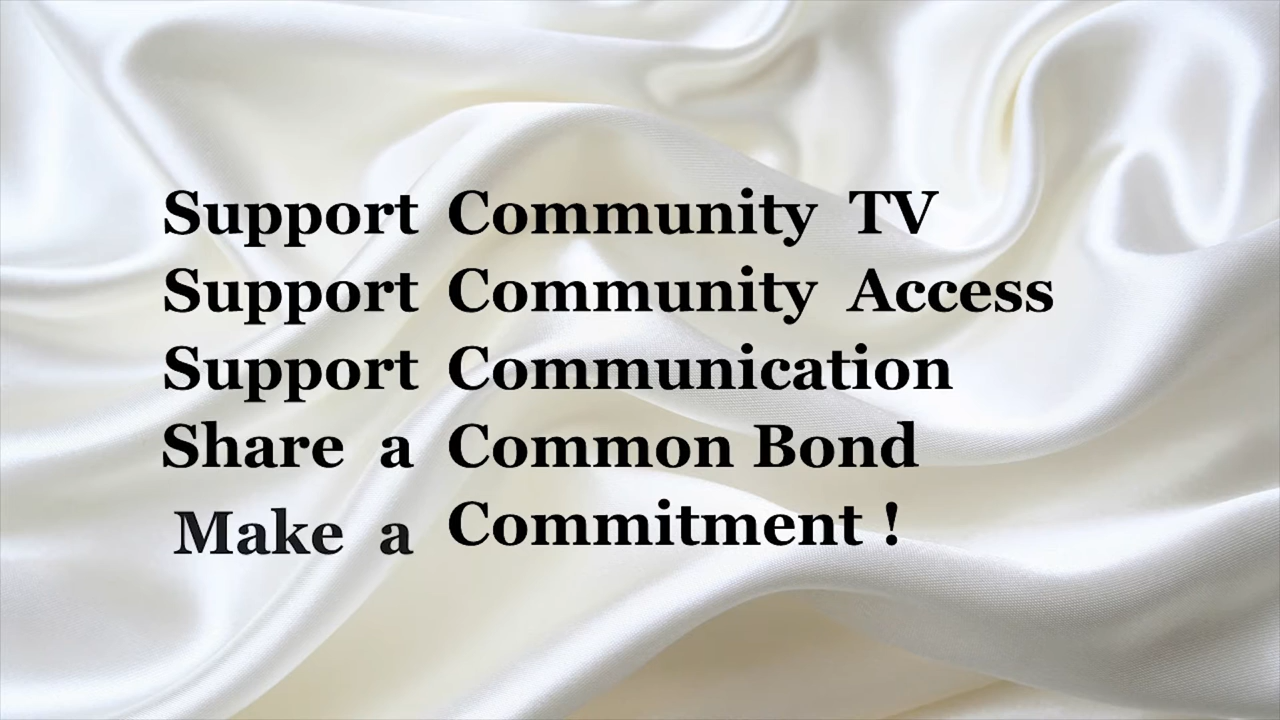 Support Community TV
Support Community Access
Support Communication
Share a Common Bond
Make a Commitment !